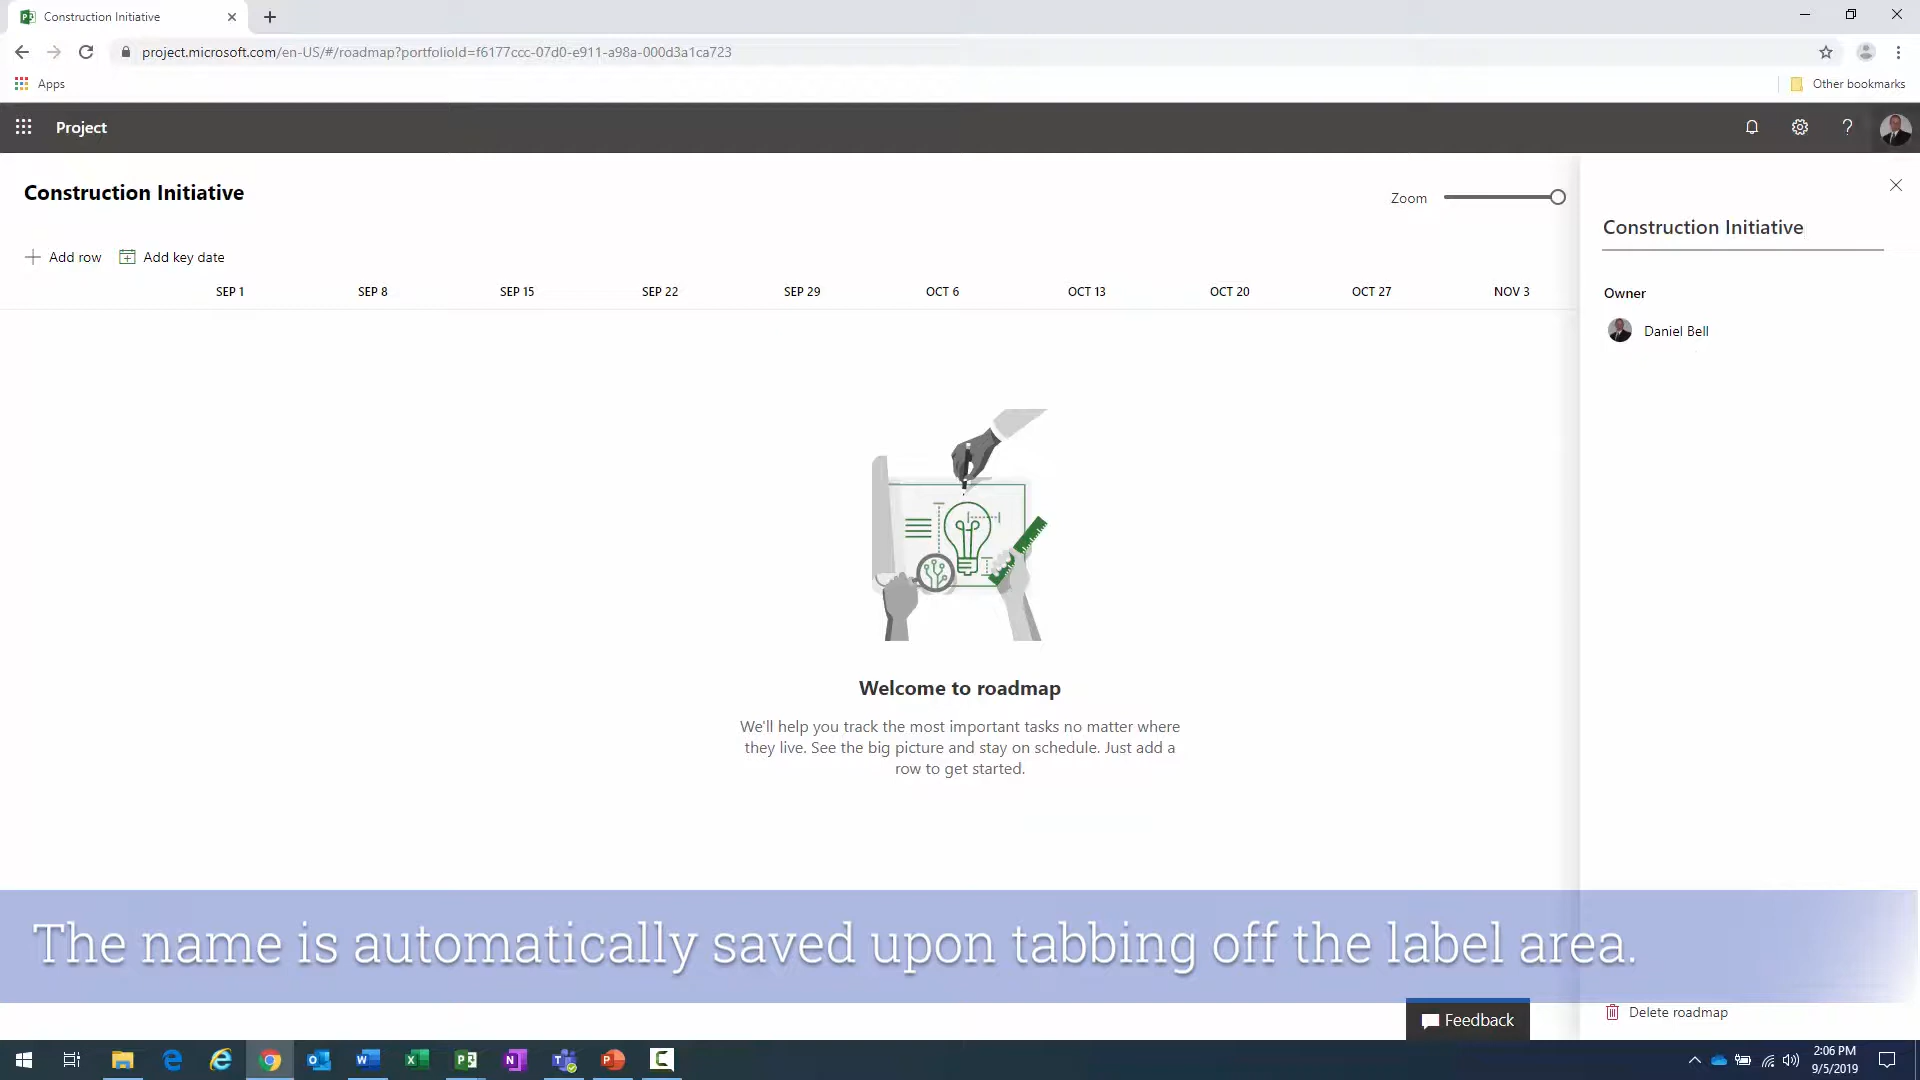 Construction Initiative
project.microsoft.com/en-US/#/roadmap?portfolioId=f6177ccc-07d0-e911-a98a-000d3a1ca723
Apps
Other bookmarks
Project
Construction Initiative
Zoom
Construction Initiative
Add row
Add key date
SEP 1
SEP 8
SEP 15
SEP 22
SEP 29
OCT 6
OCT 13
OCT 20
OCT 27
NOV 3
Owner
Daniel Bell
Welcome to roadmap
We'll help you track the most important tasks no matter where
they live. See the big picture and stay on schedule. Just add a
row to get started.
The name is automatically saved upon tabbing off the label area.
Feedback
Delete roadmap
2:06 PM
9/5/2019